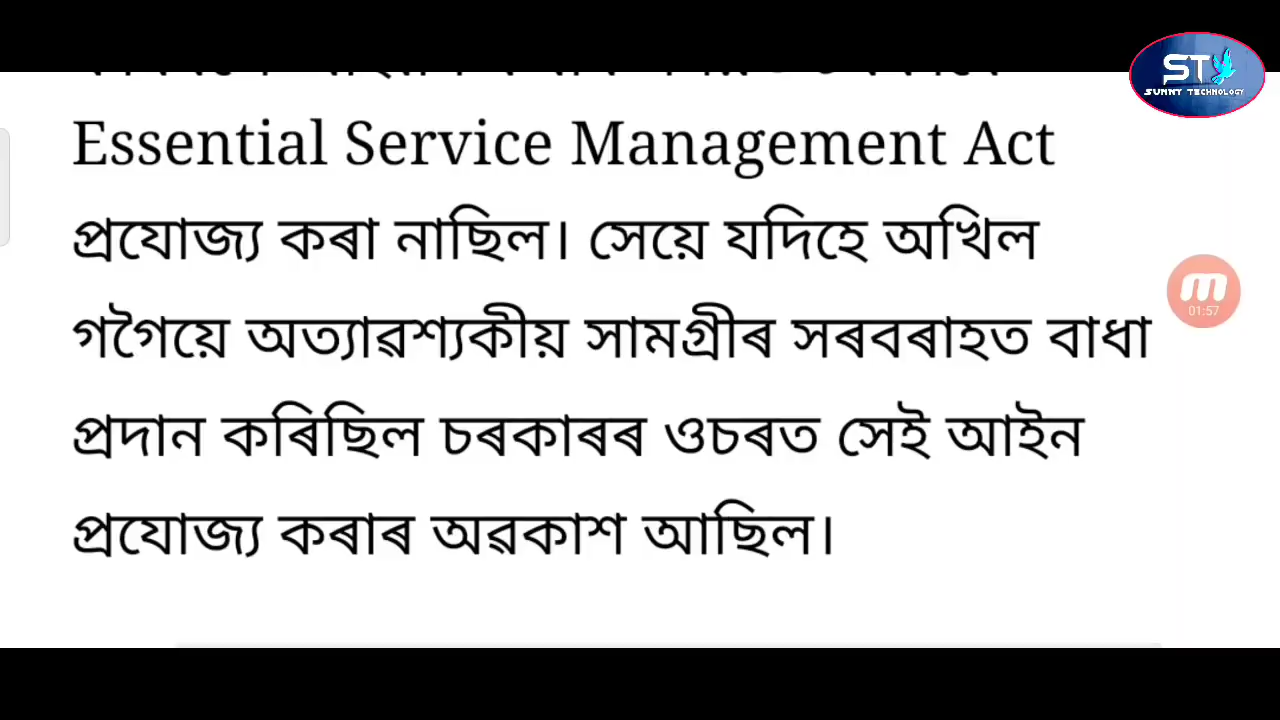 STY
SUNNT TECHNOLOGY
Essential Service Management Act
প্ৰযোজ্য কৰা নাছিল। সেয়ে যদিহে অখিল
গগৈয়ে অত্যাৱশ্যকীয় সামগ্ৰীৰ সৰবৰাহত বাধা
প্ৰদান কৰিছিল চৰকাৰৰ ওচৰত সেই আইন
প্ৰযোজ্য কৰাৰ অৱকাশ আছিল।
01:57